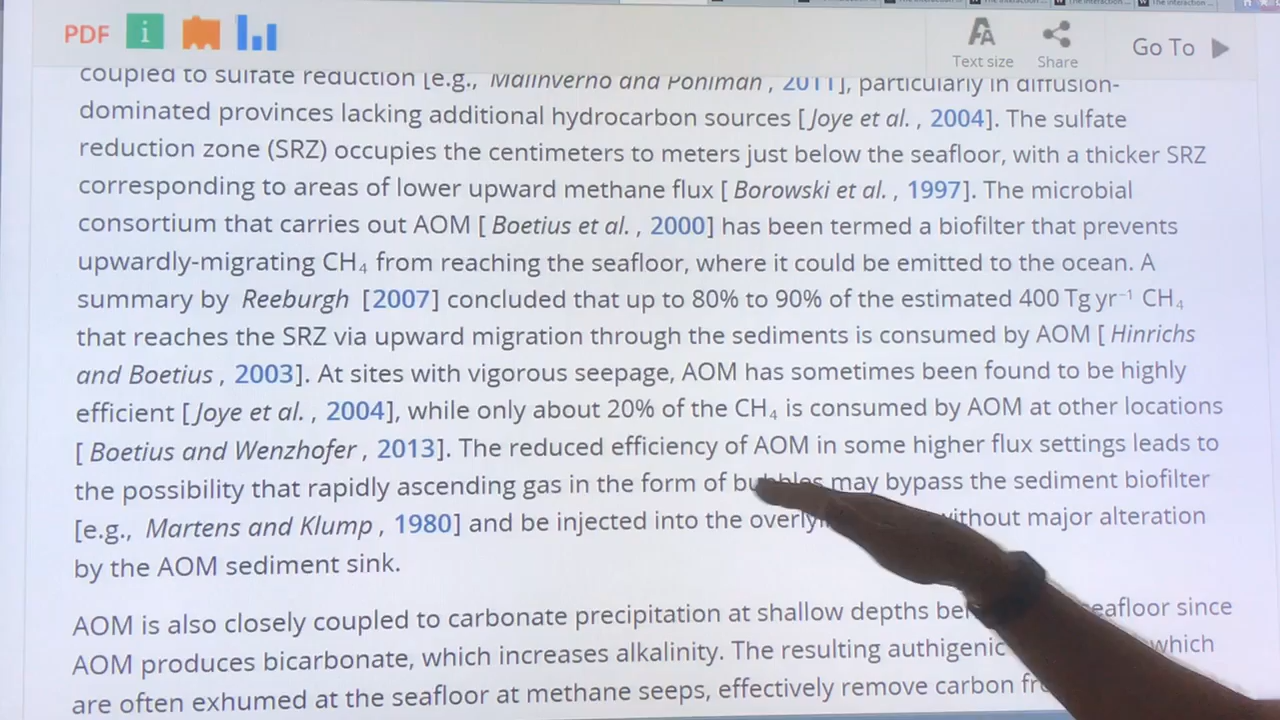 PDF i
Text size
Share
Go To
coupled to sulfate reduction [e.g., Malinverno and Pohlman, 2011], particularly in diffusion-
dominated provinces lacking additional hydrocarbon sources [Joye et al., 2004]. The sulfate
reduction zone (SRZ) occupies the centimeters to meters just below the seafloor, with a thicker SRZ
corresponding to areas of lower upward methane flux [Borowski et al., 1997]. The microbial
consortium that carries out AOM [Boetius et al., 2000] has been termed a biofilter that prevents
upwardly-migrating CH₄ from reaching the seafloor, where it could be emitted to the ocean. A
summary by Reeburgh [2007] concluded that up to 80% to 90% of the estimated 400 Tg yr⁻¹ CH₄
that reaches the SRZ via upward migration through the sediments is consumed by AOM [Hinrichs
and Boetius, 2003]. At sites with vigorous seepage, AOM has sometimes been found to be highly
efficient [Joye et al., 2004], while only about 20% of the CH₄ is consumed by AOM at other locations
[Boetius and Wenzhofer, 2013]. The reduced efficiency of AOM in some higher flux settings leads to
the possibility that rapidly ascending gas in the form of bubbles may bypass the sediment biofilter
[e.g., Martens and Klump, 1980] and be injected into the without major alteration
by the AOM sediment sink.
AOM is also closely coupled to carbonate precipitation at shallow depths seafloor since
AOM produces bicarbonate, which increases alkalinity. The resulting authigenic which
are often exhumed at the seafloor at methane seeps, effectively remove carbon